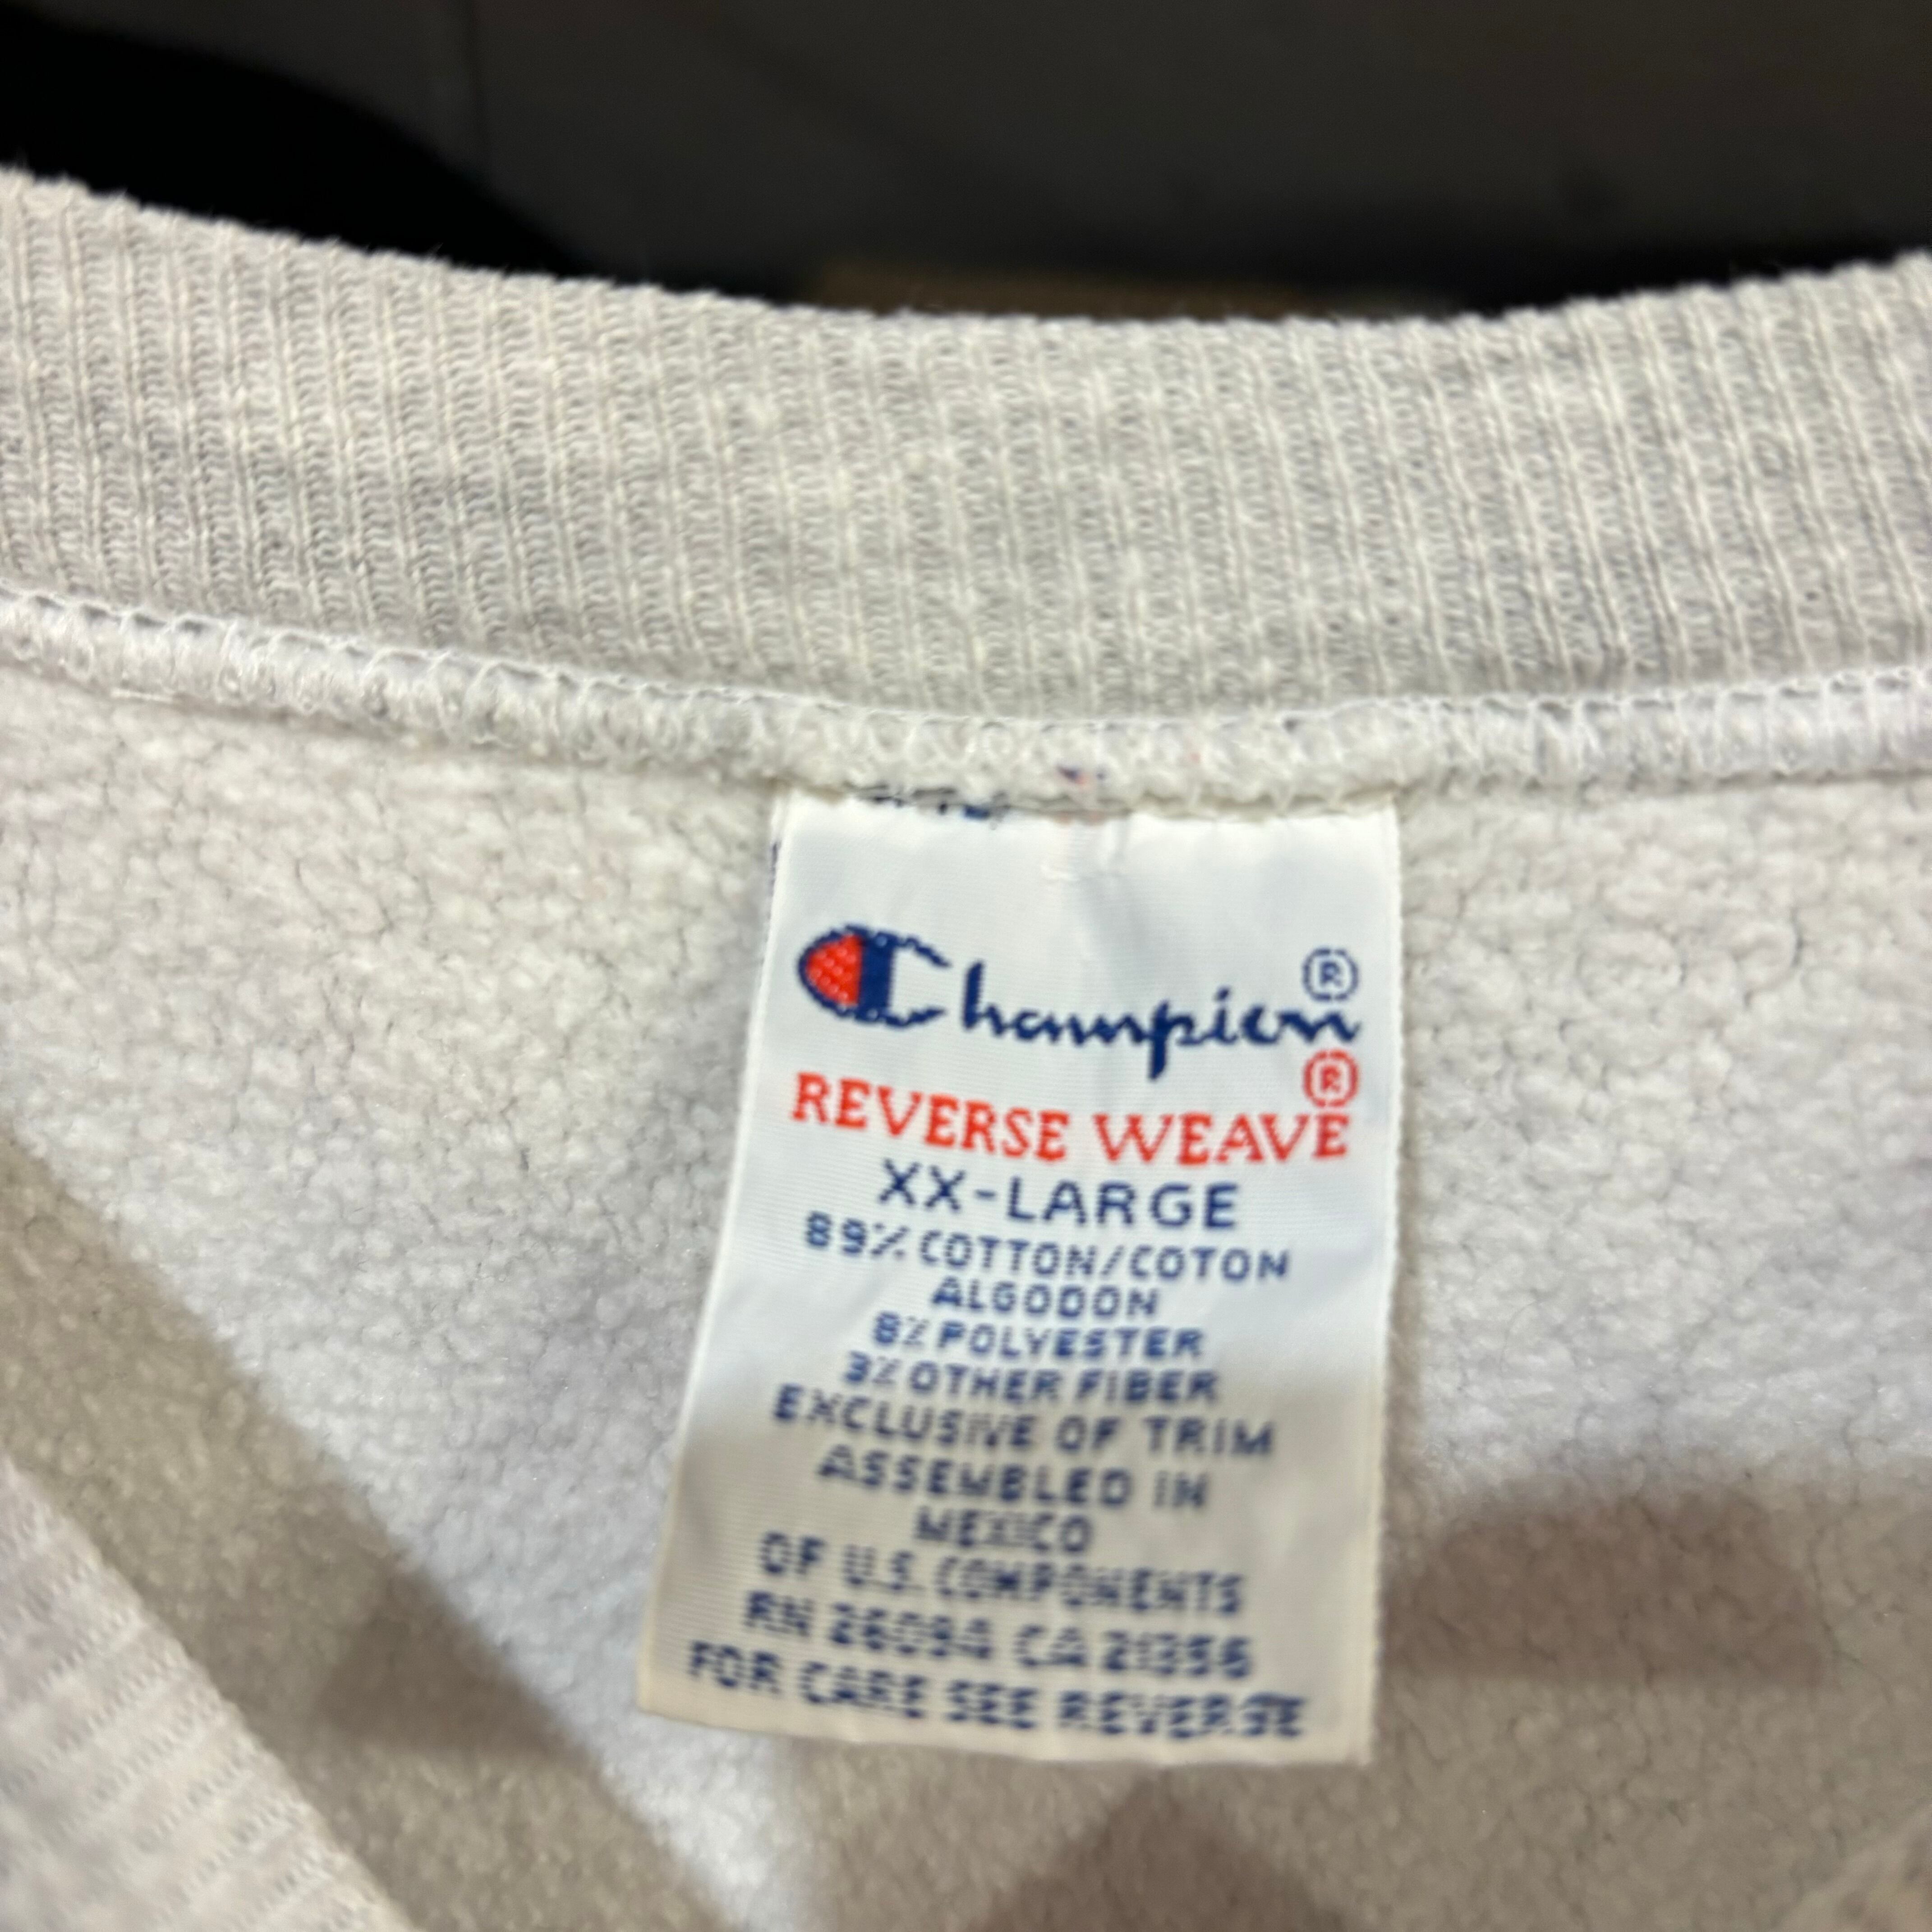 Champion®
REVERSE WEAVE®
XX-LARGE
89% COTTON/COTON
ALGODON
8% POLYESTER
3% OTHER FIBER
EXCLUSIVE OF TRIM
ASSEMBLED IN
MEXICO
OF U.S. COMPONENTS
RN 26094 CA 21356
FOR CARE SEE REVERSE